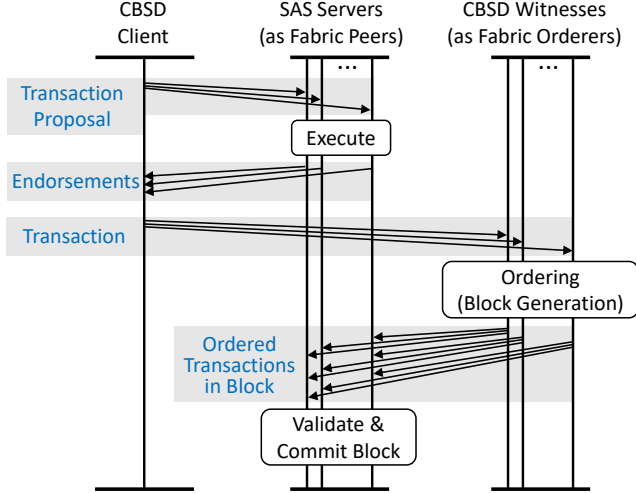 CBSD
Client
SAS Servers
(as Fabric Peers)
CBSD Witnesses
(as Fabric Orderers)
...
...
Transaction
Proposal
Execute
Endorsements
Transaction
Ordering
(Block Generation)
Ordered
Transactions
in Block
Validate &
Commit Block